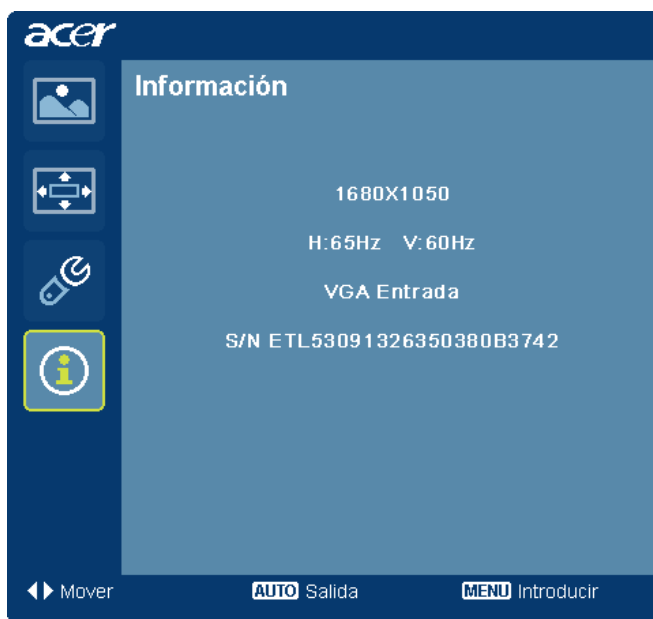 acer
Información
1680X1050
H:65Hz V:60Hz
VGA Entrada
S/N ETL53091326350380B3742
Mover AUTO Salida MENU Introducir